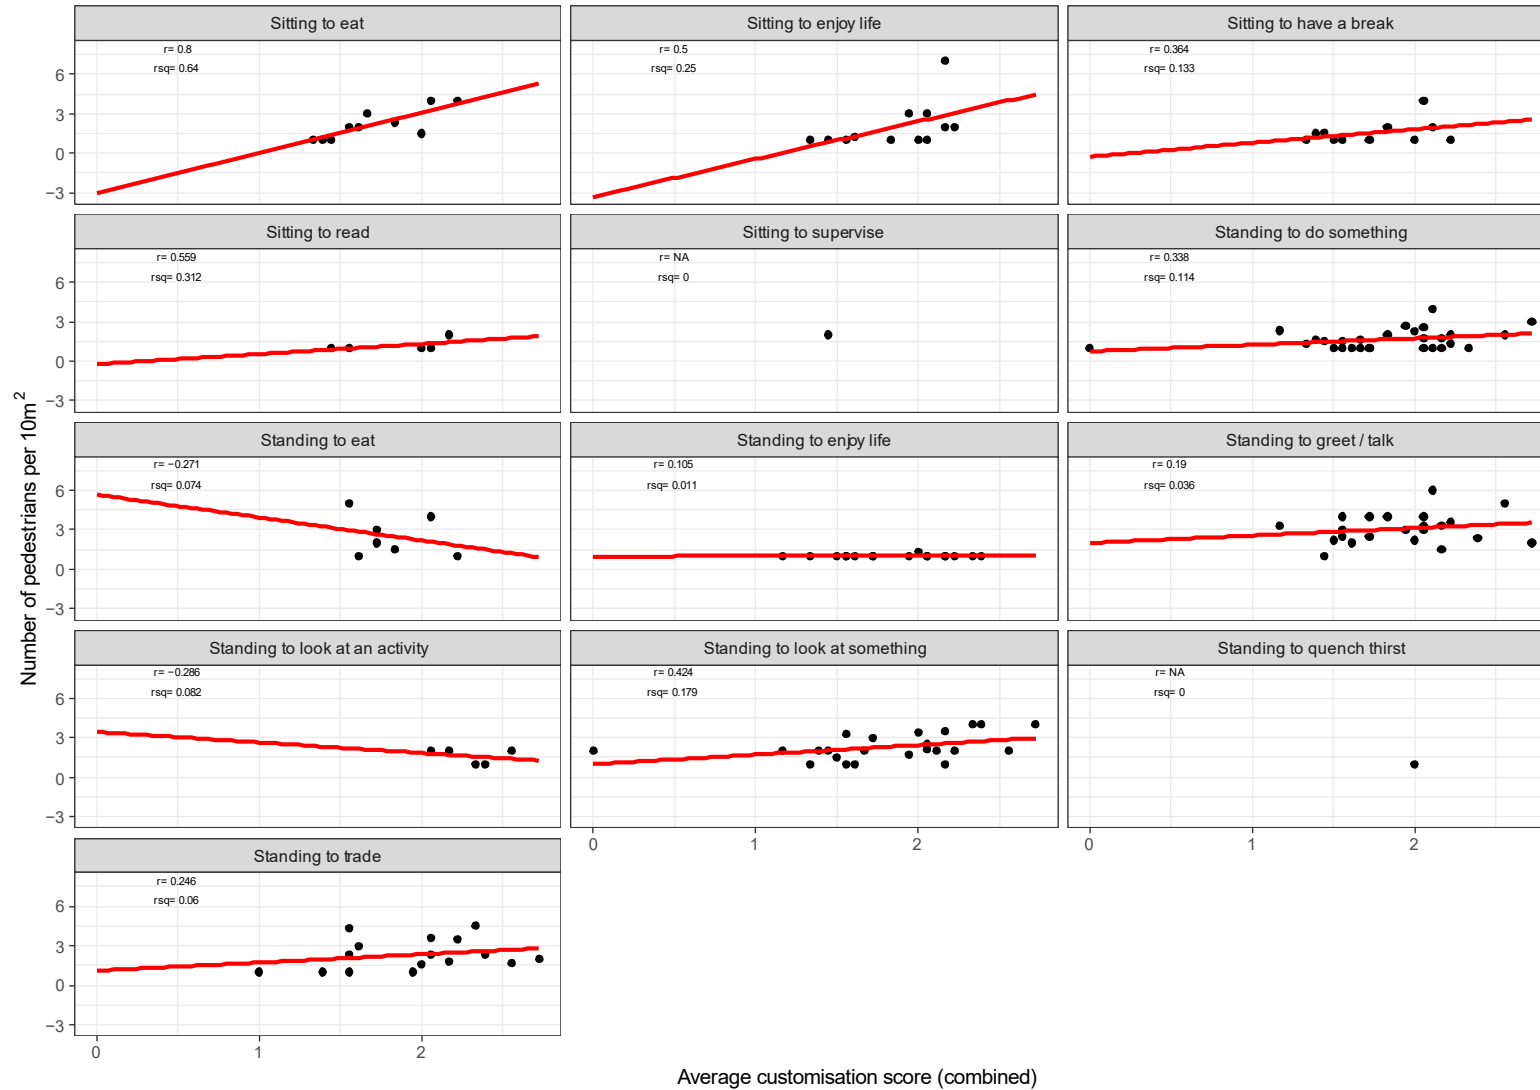 Sitting to eat
r= 0.8
rsq= 0.64
Sitting to enjoy life
r= 0.5
rsq= 0.25
Sitting to have a break
r= 0.364
rsq= 0.133
6
3
0
−3
Sitting to read
r= 0.559
rsq= 0.312
Sitting to supervise
r= NA
rsq= 0
Standing to do something
r= 0.338
rsq= 0.114
6
3
0
−3
Standing to eat
r= −0.271
rsq= 0.074
Standing to enjoy life
r= 0.105
rsq= 0.011
Standing to greet / talk
r= 0.19
rsq= 0.036
6
3
0
−3
Standing to look at an activity
r= −0.286
rsq= 0.082
Standing to look at something
r= 0.424
rsq= 0.179
Standing to quench thirst
r= NA
rsq= 0
6
3
0
−3
0 1 2
0 1 2
Standing to trade
r= 0.246
rsq= 0.06
6
3
0
−3
0 1 2
Number of pedestrians per 10m²
Average customisation score (combined)